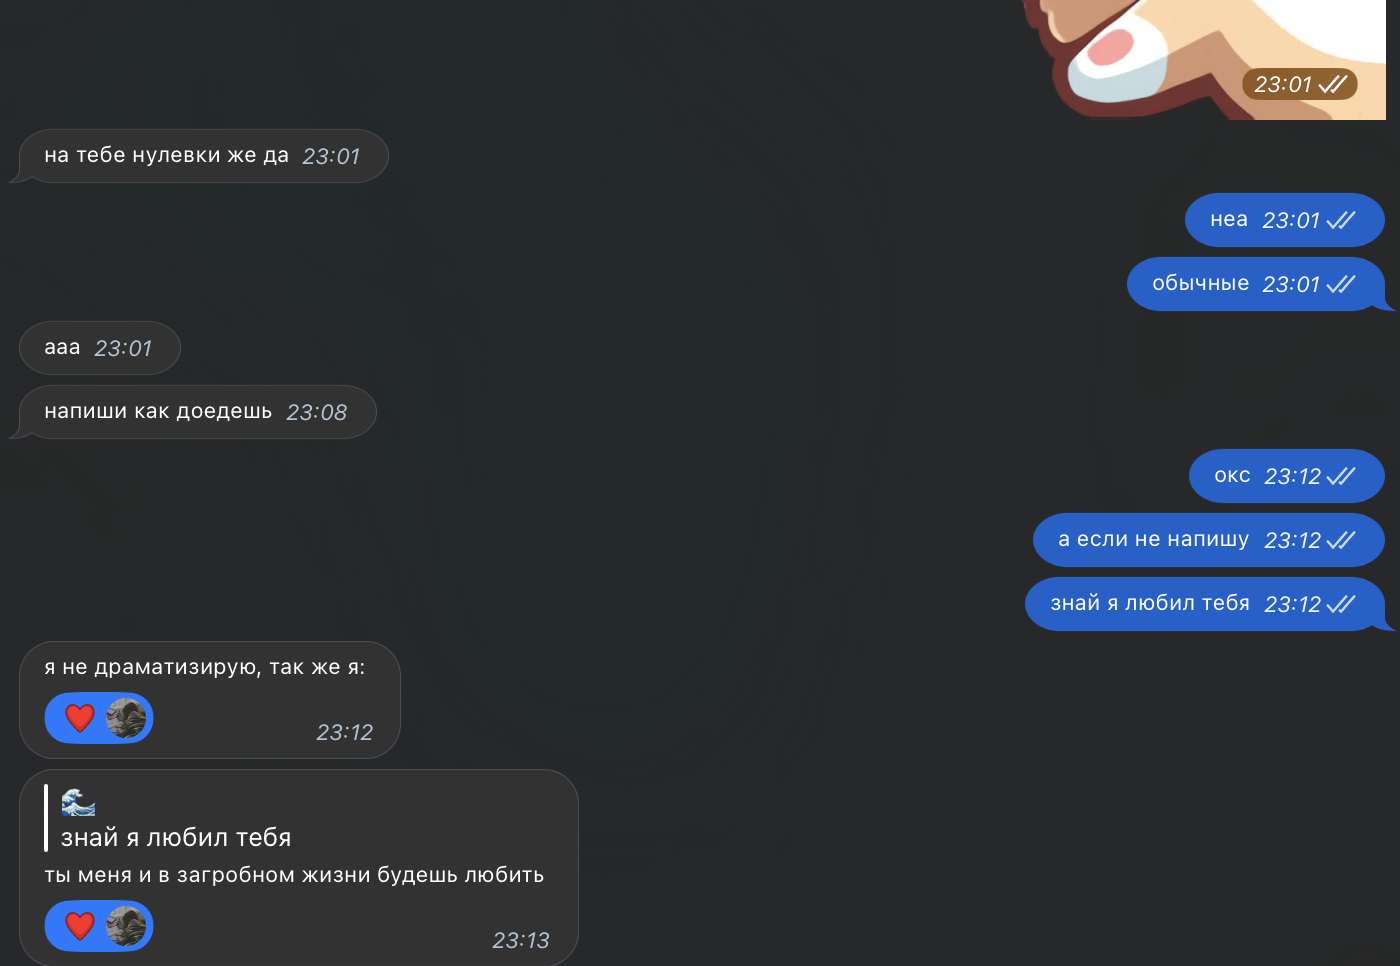 23:01
на тебе нулевки же да 23:01
неа 23:01
обычные 23:01
ааа 23:01
напиши как доедешь 23:08
окс 23:12
а если не напишу 23:12
знай я любил тебя 23:12
я не драматизирую, так же я:
23:12
знай я любил тебя
ты меня и в загробном жизни будешь любить
23:13